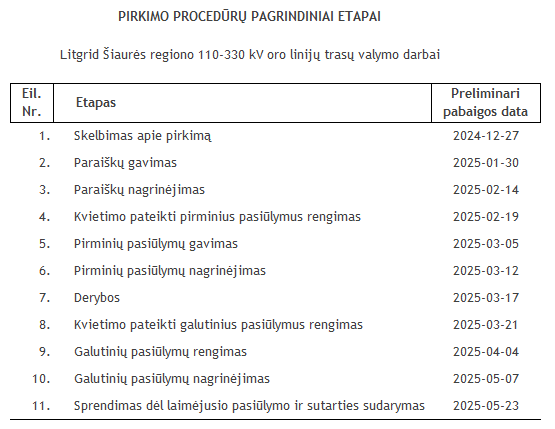 PIRKIMO PROCEDŪRŲ PAGRINDINIAI ETAPAI
Litgrid Šiaurės regiono 110-330 kV oro linijų trasų valymo darbai
Eil. Nr. Etapas Preliminari pabaigos data
1. Skelbimas apie pirkimą 2024-12-27
2. Paraiškų gavimas 2025-01-30
3. Paraiškų nagrinėjimas 2025-02-14
4. Kvietimo pateikti pirminius pasiūlymus rengimas 2025-02-19
5. Pirminių pasiūlymų gavimas 2025-03-05
6. Pirminių pasiūlymų nagrinėjimas 2025-03-12
7. Derybos 2025-03-17
8. Kvietimo pateikti galutinius pasiūlymus rengimas 2025-03-21
9. Galutinių pasiūlymų rengimas 2025-04-04
10. Galutinių pasiūlymų nagrinėjimas 2025-05-07
11. Sprendimas dėl laimėjusio pasiūlymo ir sutarties sudarymas 2025-05-23